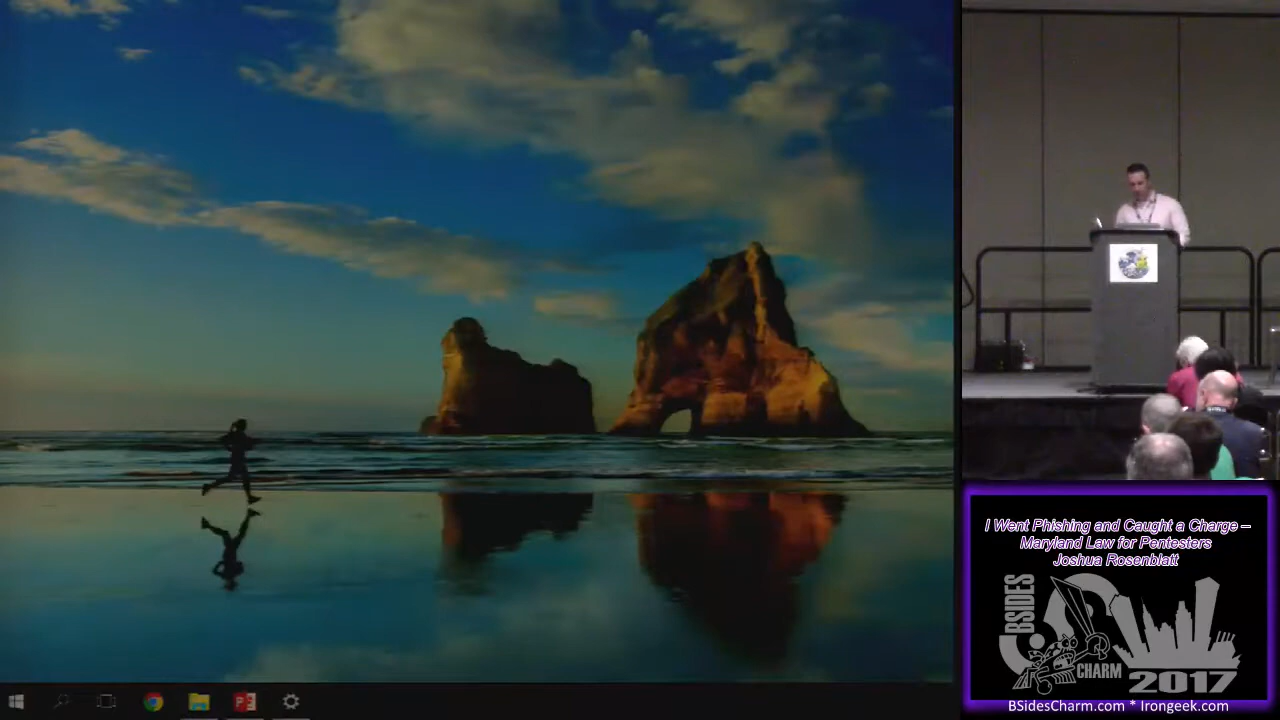 I Went Phishing and Caught a Charge –
Maryland Law for Pentesters
Joshua Rosenblatt
BSIDES
CHARM
2017
BSidesCharm.com * Irongeek.com